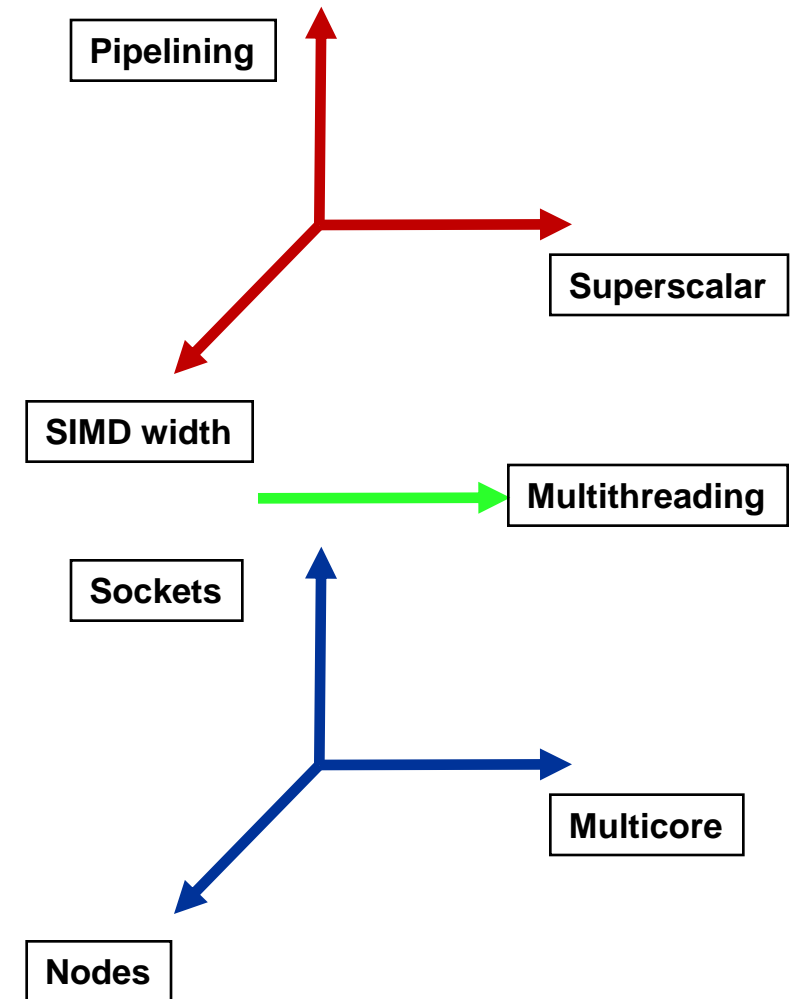 Pipelining
Superscalar
SIMD width
Multithreading
Sockets
Multicore
Nodes